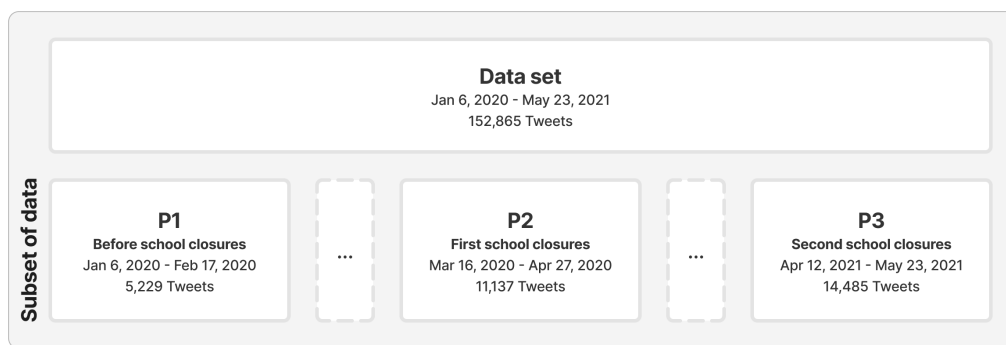 Data set
Jan 6, 2020 - May 23, 2021
152,865 Tweets
Subset of data
P1
Before school closures
Jan 6, 2020 - Feb 17, 2020
5,229 Tweets
...
P2
First school closures
Mar 16, 2020 - Apr 27, 2020
11,137 Tweets
...
P3
Second school closures
Apr 12, 2021 - May 23, 2021
14,485 Tweets